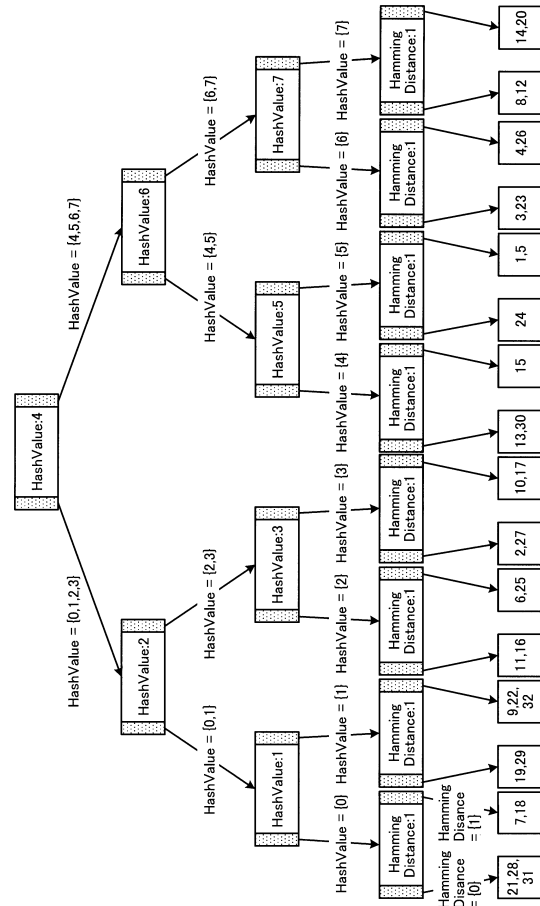 HashValue:4
HashValue = {0,1,2,3}
HashValue = {4,5,6,7}
HashValue:2
HashValue:6
HashValue = {0,1}
HashValue = {2,3}
HashValue = {4,5}
HashValue = {6,7}
HashValue:1
HashValue:3
HashValue:5
HashValue:7
HashValue = {0}
HashValue = {1}
HashValue = {2}
HashValue = {3}
HashValue = {4}
HashValue = {5}
HashValue = {6}
HashValue = {7}
Hamming
Distance:1
Hamming
Distance:1
Hamming
Distance:1
Hamming
Distance:1
Hamming
Distance:1
Hamming
Distance:1
Hamming
Distance:1
Hamming
Distance:1
Hamming
Disance
= {0}
Hamming
Disance
= {1}
21,28,
31
7,18
19,29
9,22,
32
11,16
6,25
2,27
10,17
13,30
15
24
1,5
3,23
4,26
8,12
14,20